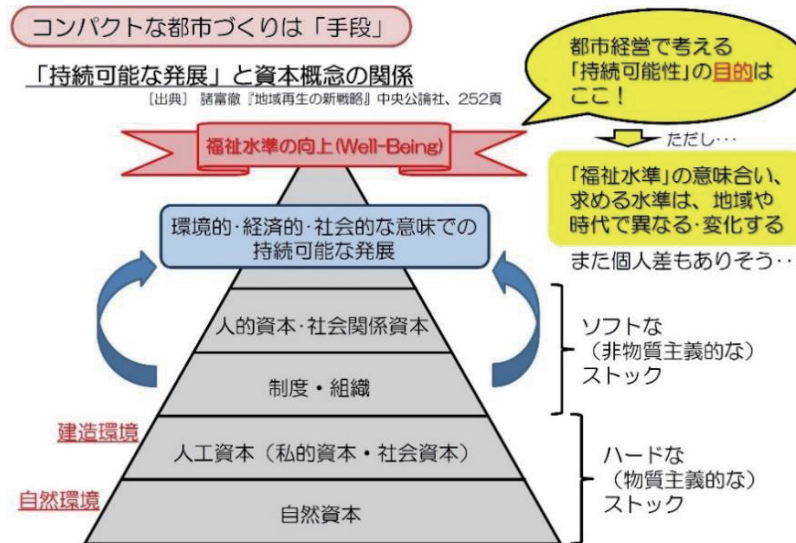 コンパクトな都市づくりは「手段」
「持続可能な発展」と資本概念の関係
[出典] 諸富徹『地域再生の新戦略』中央公論社、252頁
都市経営で考える
「持続可能性」の目的は
ここ！
ただし…
「福祉水準」の意味合い、
求める水準は、地域や
時代で異なる・変化する
また個人差もありそう‥
福祉水準の向上(Well-Being)
環境的・経済的・社会的な意味での
持続可能な発展
人的資本・社会関係資本
制度・組織
人工資本（私的資本・社会資本）
自然資本
建造環境
自然環境
ソフトな
（非物質主義的な）
ストック
ハードな
（物質主義的な）
ストック